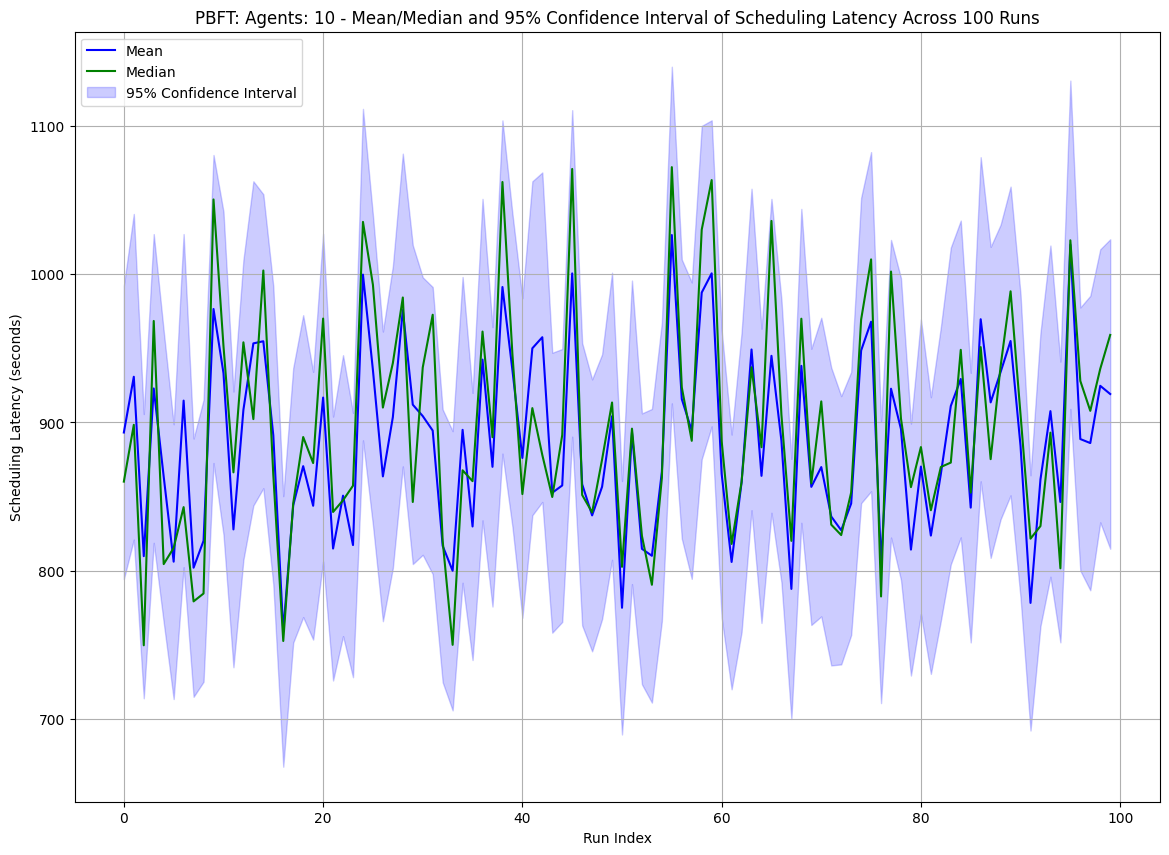 PBFT: Agents: 10 - Mean/Median and 95% Confidence Interval of Scheduling Latency Across 100 Runs
Mean
Median
95% Confidence Interval
Scheduling Latency (seconds)
1100
1000
900
800
700
0 20 40 60 80 100
Run Index